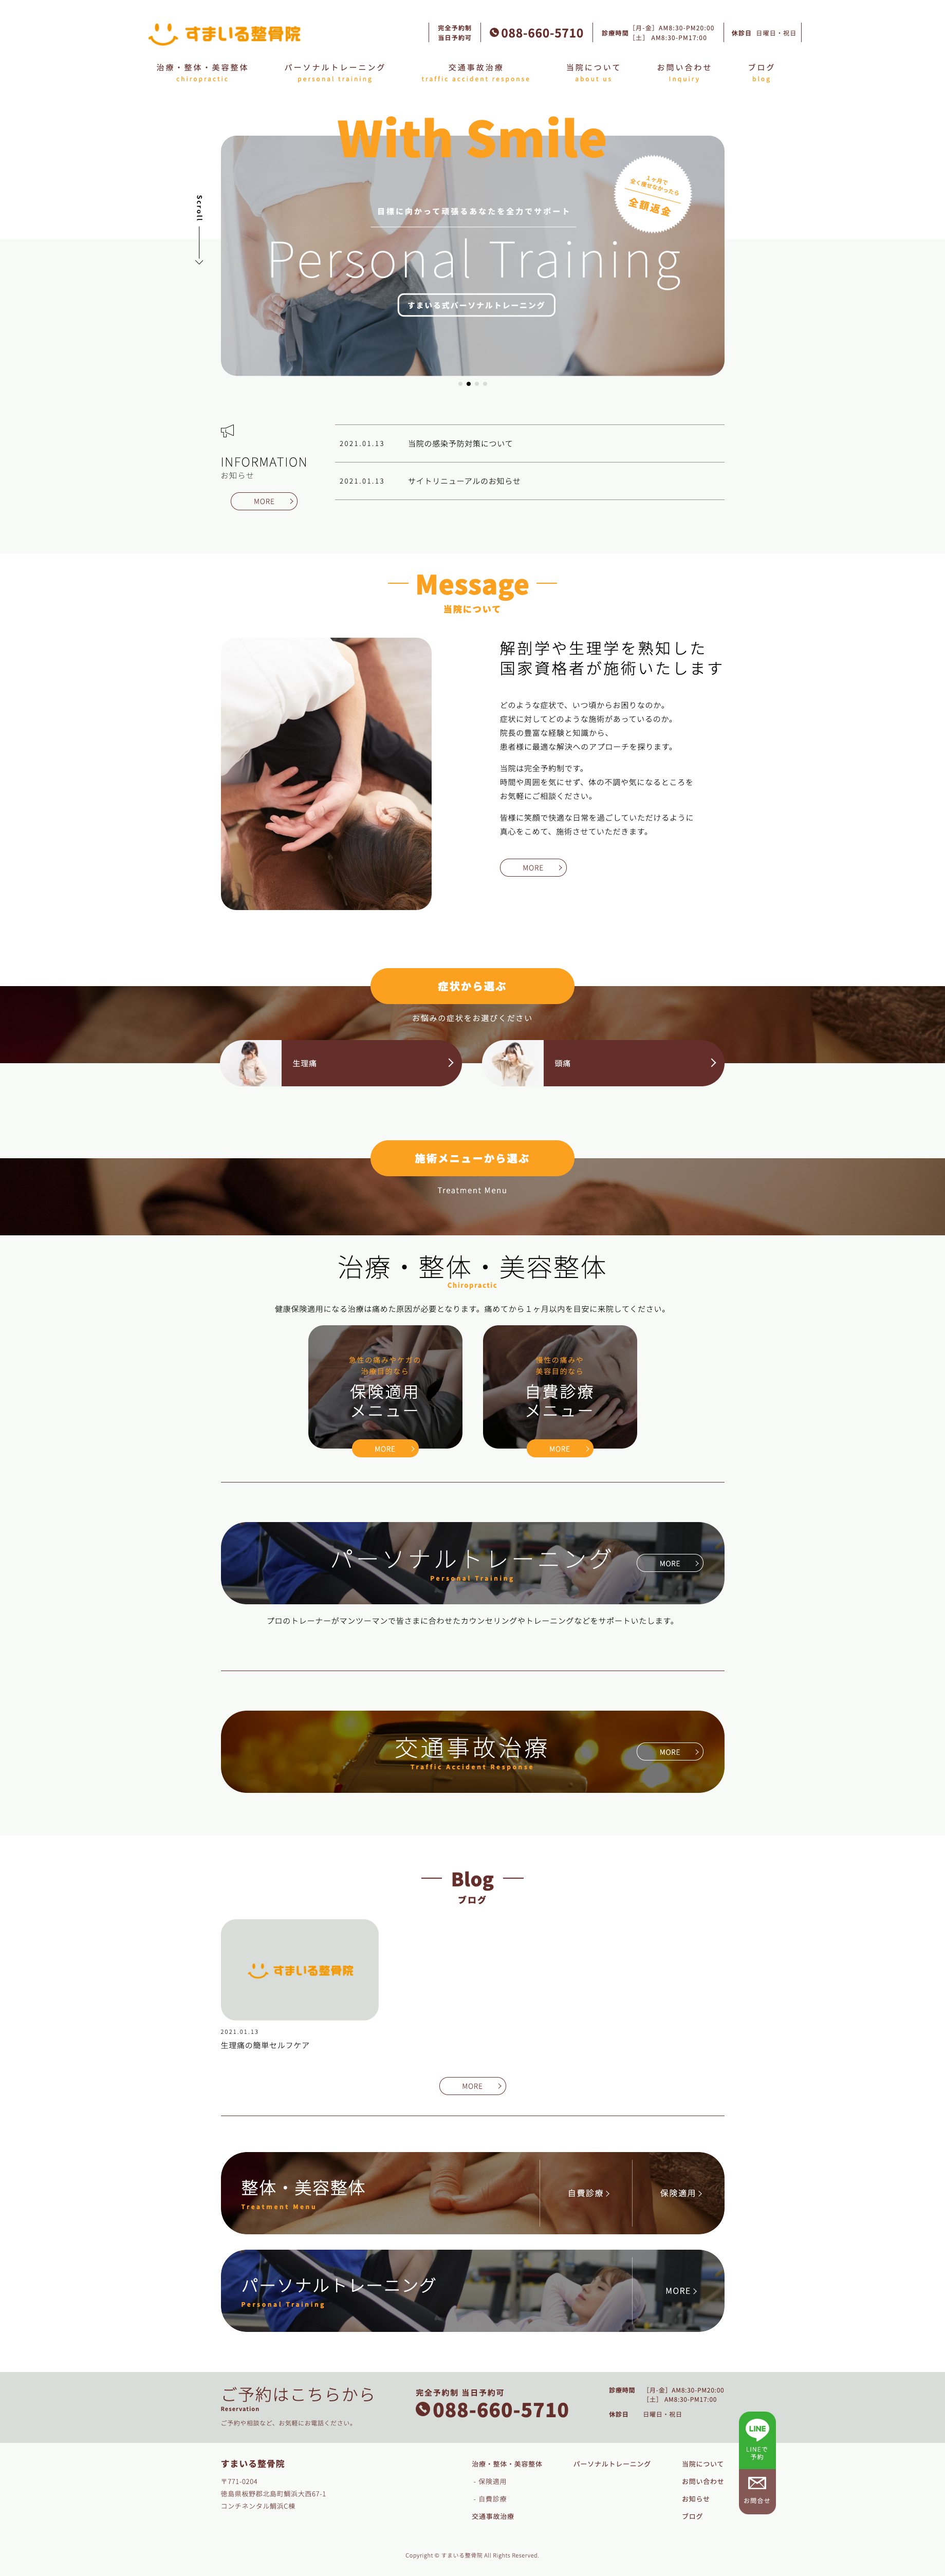 すまいる整骨院
完全予約制
当日予約可
088-660-5710
診療時間
［月-金］AM8:30-PM20:00
［土］ AM8:30-PM17:00
休診日 日曜日・祝日
治療・整体・美容整体
chiropractic
パーソナルトレーニング
personal training
交通事故治療
traffic accident response
当院について
about us
お問い合わせ
inquiry
ブログ
blog
With Smile
Scroll
1ヶ月で
全く痩せなかったら
全額返金
目標に向かって頑張るあなたを全力でサポート
Personal Training
すまいる式パーソナルトレーニング
INFORMATION
お知らせ
MORE
2021.01.13 当院の感染予防対策について
2021.01.13 サイトリニューアルのお知らせ
Message
当院について
解剖学や生理学を熟知した
国家資格者が施術いたします
どのような症状で、いつ頃からお困りなのか。
症状に対してどのような施術があっているのか。
院長の豊富な経験と知識から、
患者様に最適な解決へのアプローチを探ります。
当院は完全予約制です。
時間や周囲を気にせず、体の不調や気になるところを
お気軽にご相談ください。
皆様に笑顔で快適な日常を過ごしていただけるように
真心をこめて、施術させていただきます。
MORE
症状から選ぶ
お悩みの症状をお選びください
生理痛
頭痛
施術メニューから選ぶ
Treatment Menu
治療・整体・美容整体
Chiropractic
健康保険適用になる治療は痛めた原因が必要となります。痛めてから１ヶ月以内を目安に来院してください。
急性の痛みやケガの
治療目的なら
保険適用
メニュー
MORE
慢性の痛みや
美容目的なら
自費診療
メニュー
MORE
パーソナルトレーニング
Personal Training
MORE
プロのトレーナーがマンツーマンで皆さまに合わせたカウンセリングやトレーニングなどをサポートいたします。
交通事故治療
Traffic Accident Response
MORE
Blog
ブログ
すまいる整骨院
2021.01.13
生理痛の簡単セルフケア
MORE
整体・美容整体
Treatment Menu
自費診療
保険適用
パーソナルトレーニング
Personal Training
MORE
ご予約はこちらから
Reservation
ご予約や相談など、お気軽にお電話ください。
完全予約制 当日予約可
088-660-5710
診療時間 ［月-金］AM8:30-PM20:00
［土］ AM8:30-PM17:00
休診日 日曜日・祝日
LINE
LINEで
予約
お問合せ
すまいる整骨院
〒771-0204
徳島県板野郡北島町鯛浜大西67-1
コンチネンタル鯛浜C棟
治療・整体・美容整体
- 保険適用
- 自費診療
交通事故治療
パーソナルトレーニング
当院について
お問い合わせ
お知らせ
ブログ
Copyright © すまいる整骨院 All Rights Reserved.